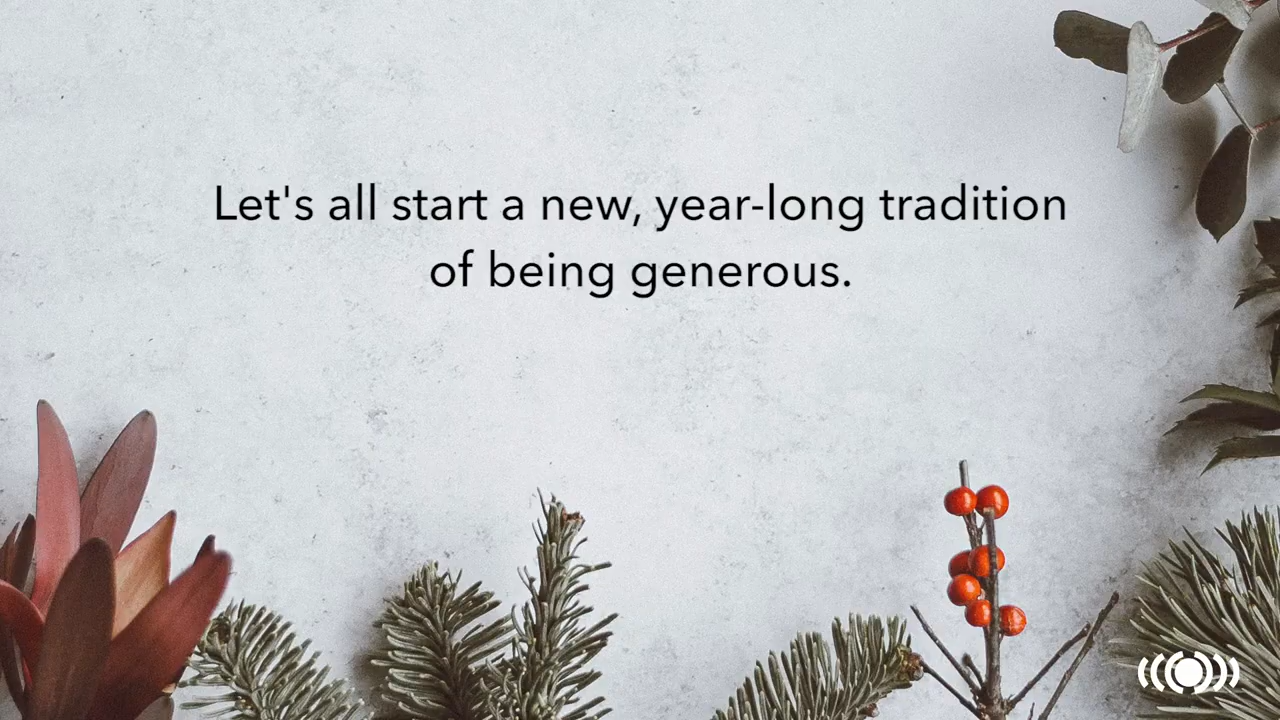 Let's all start a new, year-long tradition
of being generous.